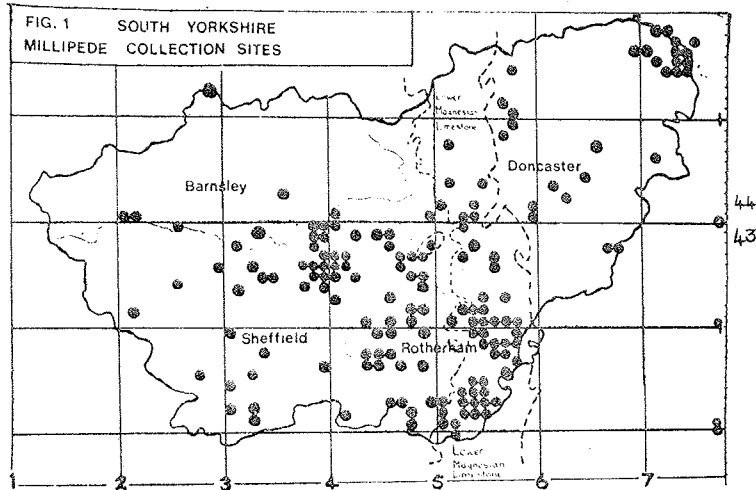 FIG. 1 SOUTH YORKSHIRE
MILLIPEDE COLLECTION SITES
Lower
Magnesian
Limestone
Doncaster
Barnsley
44
43
Sheffield
Rotherham
Lower
Magnesian
Limestone
1 2 3 4 5 6 7